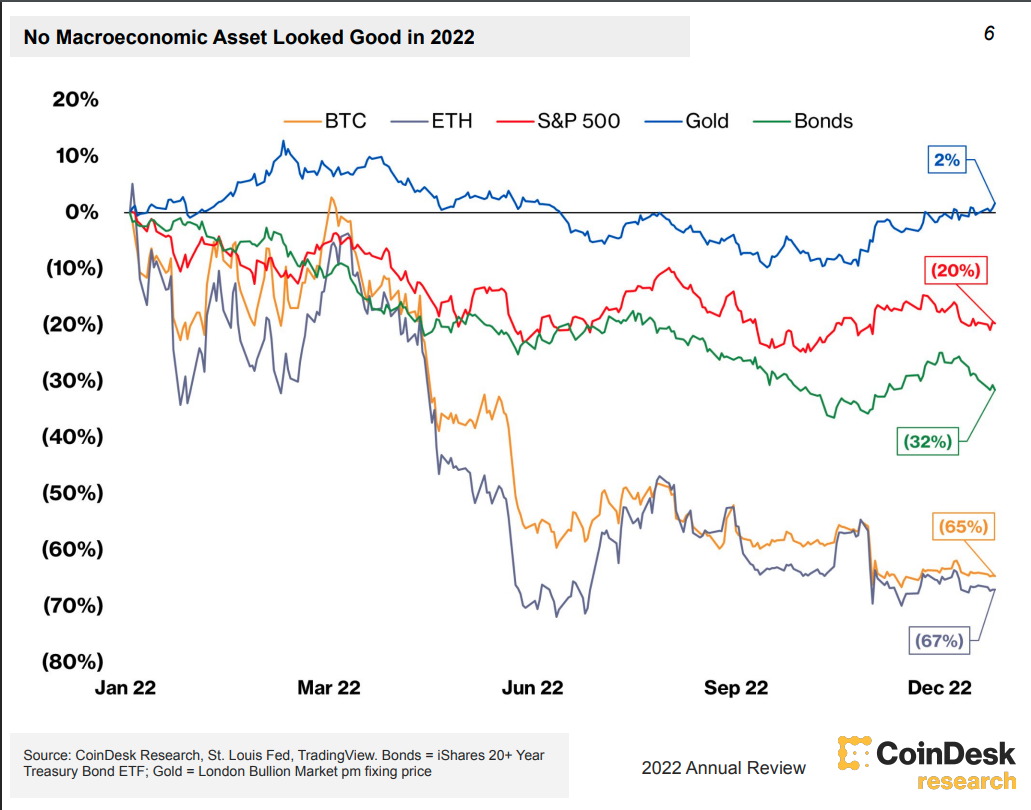 No Macroeconomic Asset Looked Good in 2022
6
20%
BTC ETH S&P 500 Gold Bonds
10%
2%
0%
(10%)
(20%)
(20%)
(30%)
(40%)
(32%)
(50%)
(65%)
(60%)
(70%)
(67%)
(80%)
Jan 22 Mar 22 Jun 22 Sep 22 Dec 22
Source: CoinDesk Research, St. Louis Fed, TradingView. Bonds = iShares 20+ Year
Treasury Bond ETF; Gold = London Bullion Market pm fixing price
2022 Annual Review
CoinDesk
research